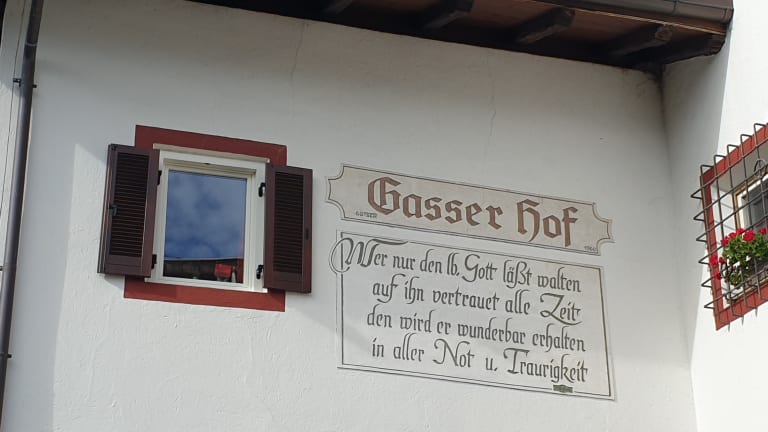 Gasser Hof
Wer nur den lb. Gott läßt walten
auf ihn vertrauet alle Zeit
den wird er wunderbar erhalten
in aller Not u. Traurigkeit